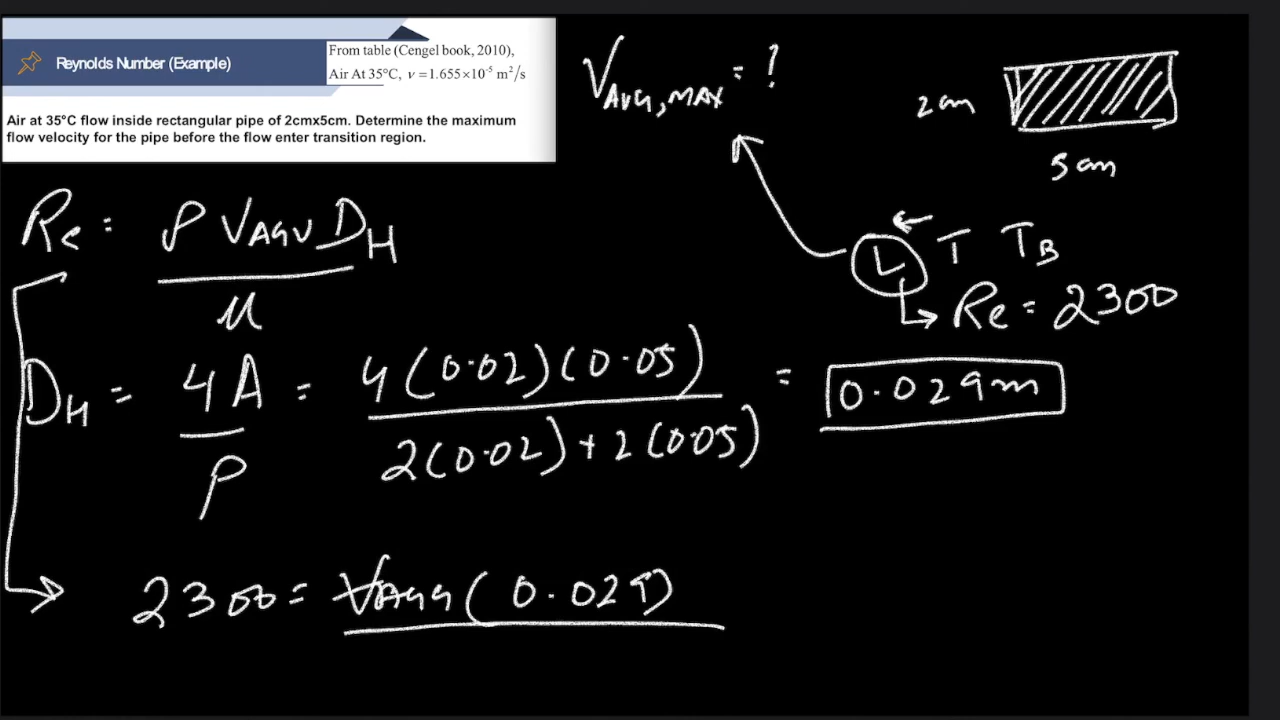 Reynolds Number (Example)
From table (Cengel book, 2010),
Air At 35°C, ν = 1.655×10⁻⁵ m²/s
Air at 35°C flow inside rectangular pipe of 2cmx5cm. Determine the maximum
flow velocity for the pipe before the flow enter transition region.
V_AVG,MAX = ?
2cm
5cm
Re = ρ V_AGV D_H / μ
L T T_B
Re = 2300
D_H = 4A / P = 4(0.02)(0.05) / 2(0.02)+2(0.05) = 0.029m
2300 = (0.029)